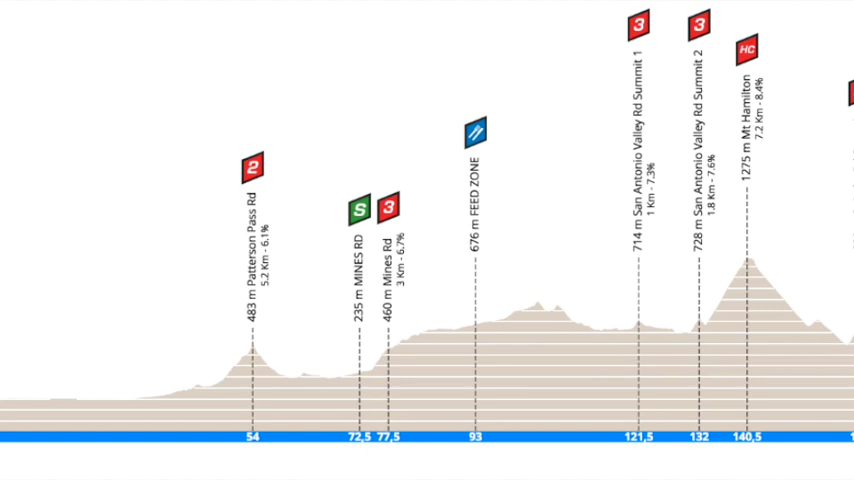 2
483 m Patterson Pass Rd
5.2 Km - 6.1%
S
235 m MINES RD
3
460 m Mines Rd
3 Km - 6.7%
676 m FEED ZONE
3
714 m San Antonio Valley Rd Summit 1
1 Km - 7.3%
3
728 m San Antonio Valley Rd Summit 2
1.8 Km - 7.6%
HC
1275 m Mt Hamilton
7.2 Km - 8.4%
54
72,5
77,5
93
121,5
132
140,5